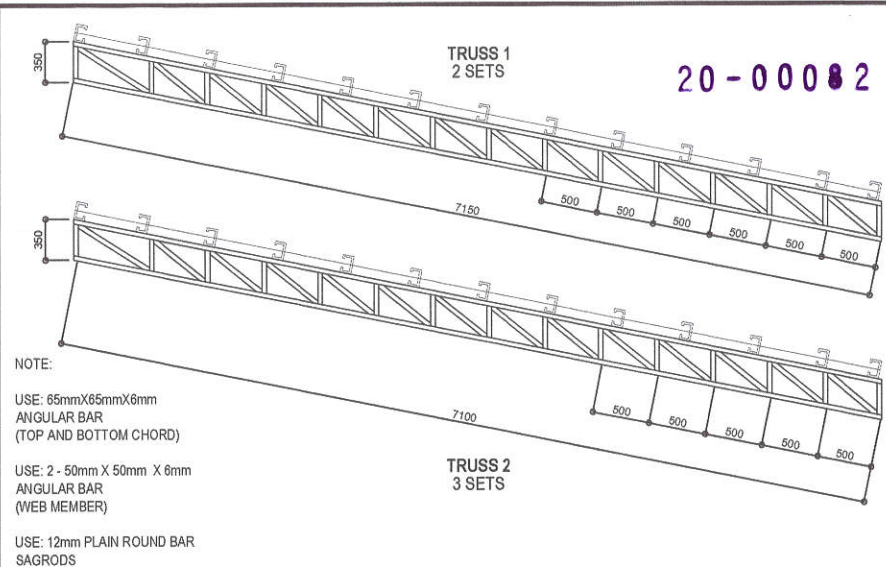 TRUSS 1
2 SETS
20-00082
350
500
500
500
500
500
500
7150
350
500
500
500
500
500
7100
TRUSS 2
3 SETS
NOTE:
USE: 65mmX65mmX6mm
ANGULAR BAR
(TOP AND BOTTOM CHORD)
USE: 2 - 50mm X 50mm X 6mm
ANGULAR BAR
(WEB MEMBER)
USE: 12mm PLAIN ROUND BAR
SAGRODS